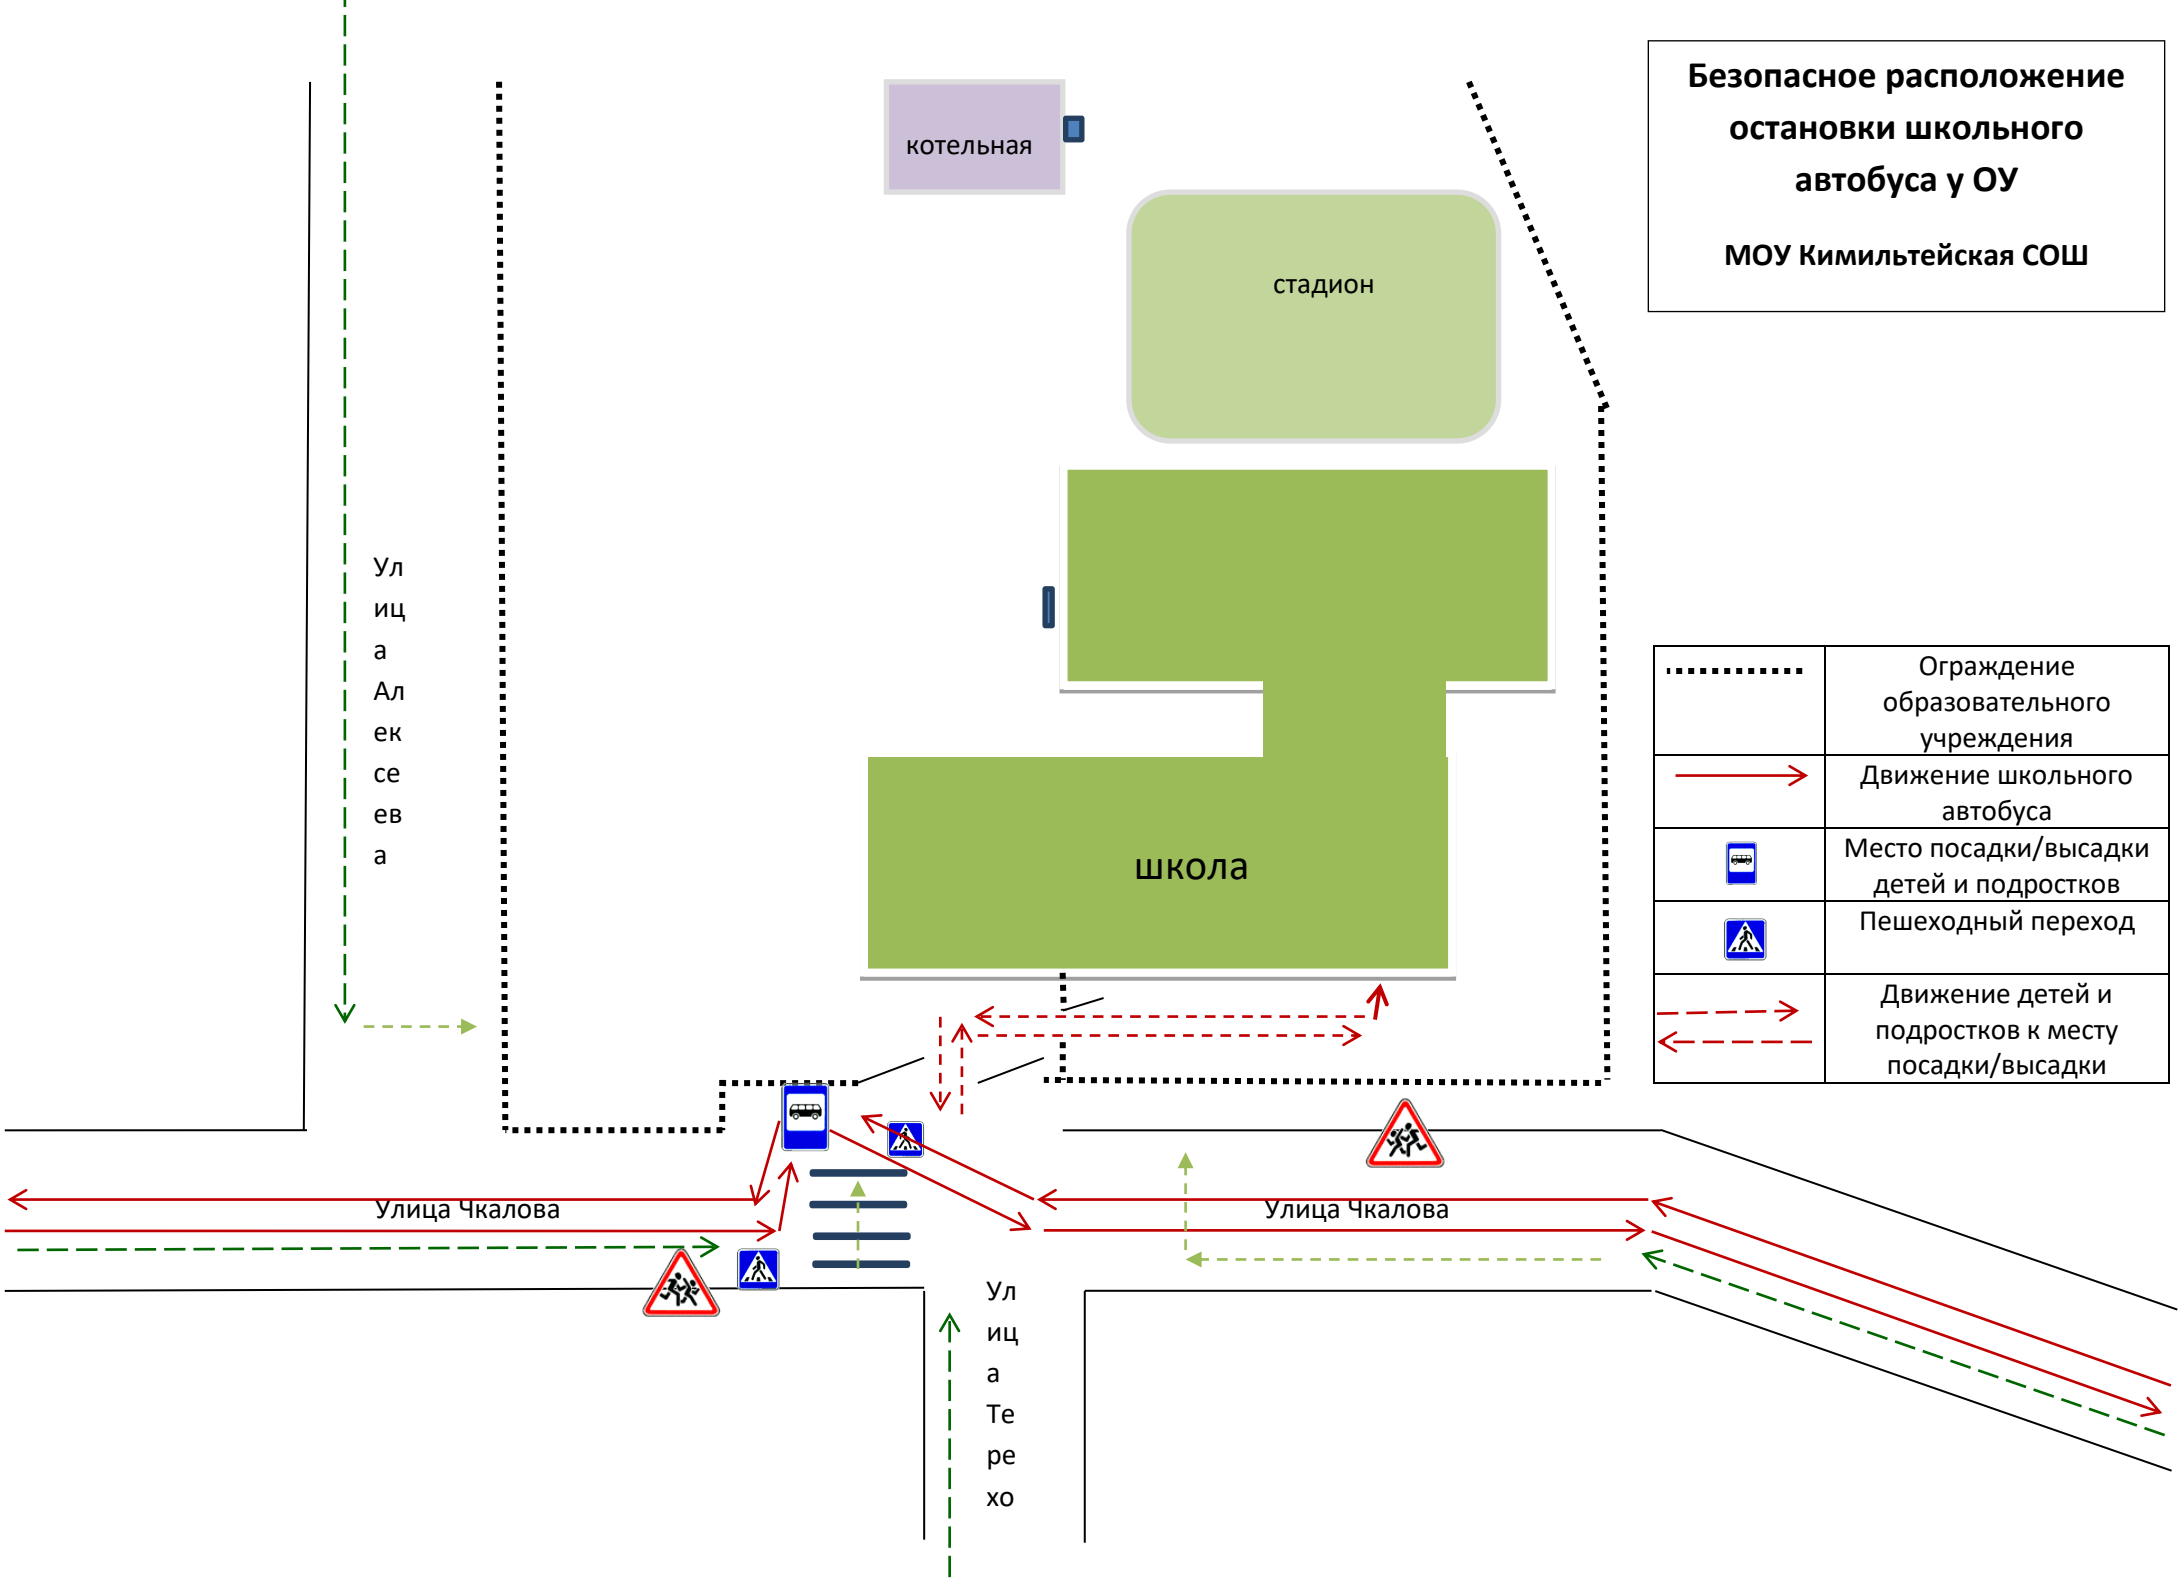 Безопасное расположение
остановки школьного
автобуса у ОУ
МОУ Кимильтейская СОШ
котельная
стадион
Ул
иц
а
Ал
ек
се
ев
а
школа
Ограждение
образовательного
учреждения
Движение школьного
автобуса
Место посадки/высадки
детей и подростков
Пешеходный переход
Движение детей и
подростков к месту
посадки/высадки
Улица Чкалова
Улица Чкалова
Ул
иц
а
Те
ре
хо